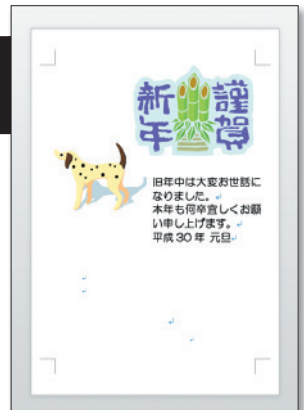 謹賀
新年
旧年中は大変お世話に
なりました。
本年も何卒宜しくお願
い申し上げます。
平成30年 元旦